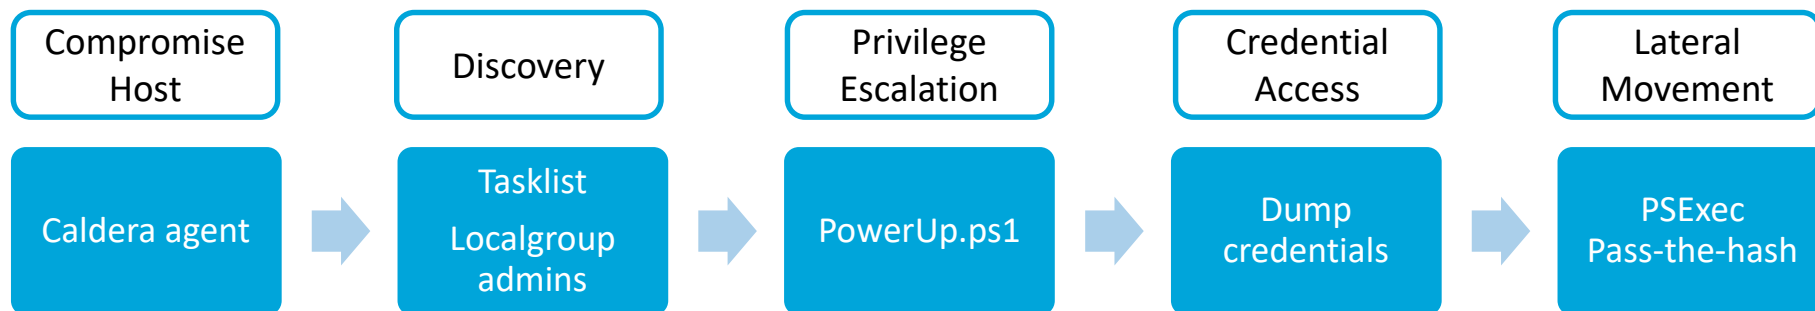 Compromise
Host
Discovery
Privilege
Escalation
Credential
Access
Lateral
Movement
Caldera agent
Tasklist
Localgroup
admins
PowerUp.ps1
Dump
credentials
PSExec
Pass-the-hash